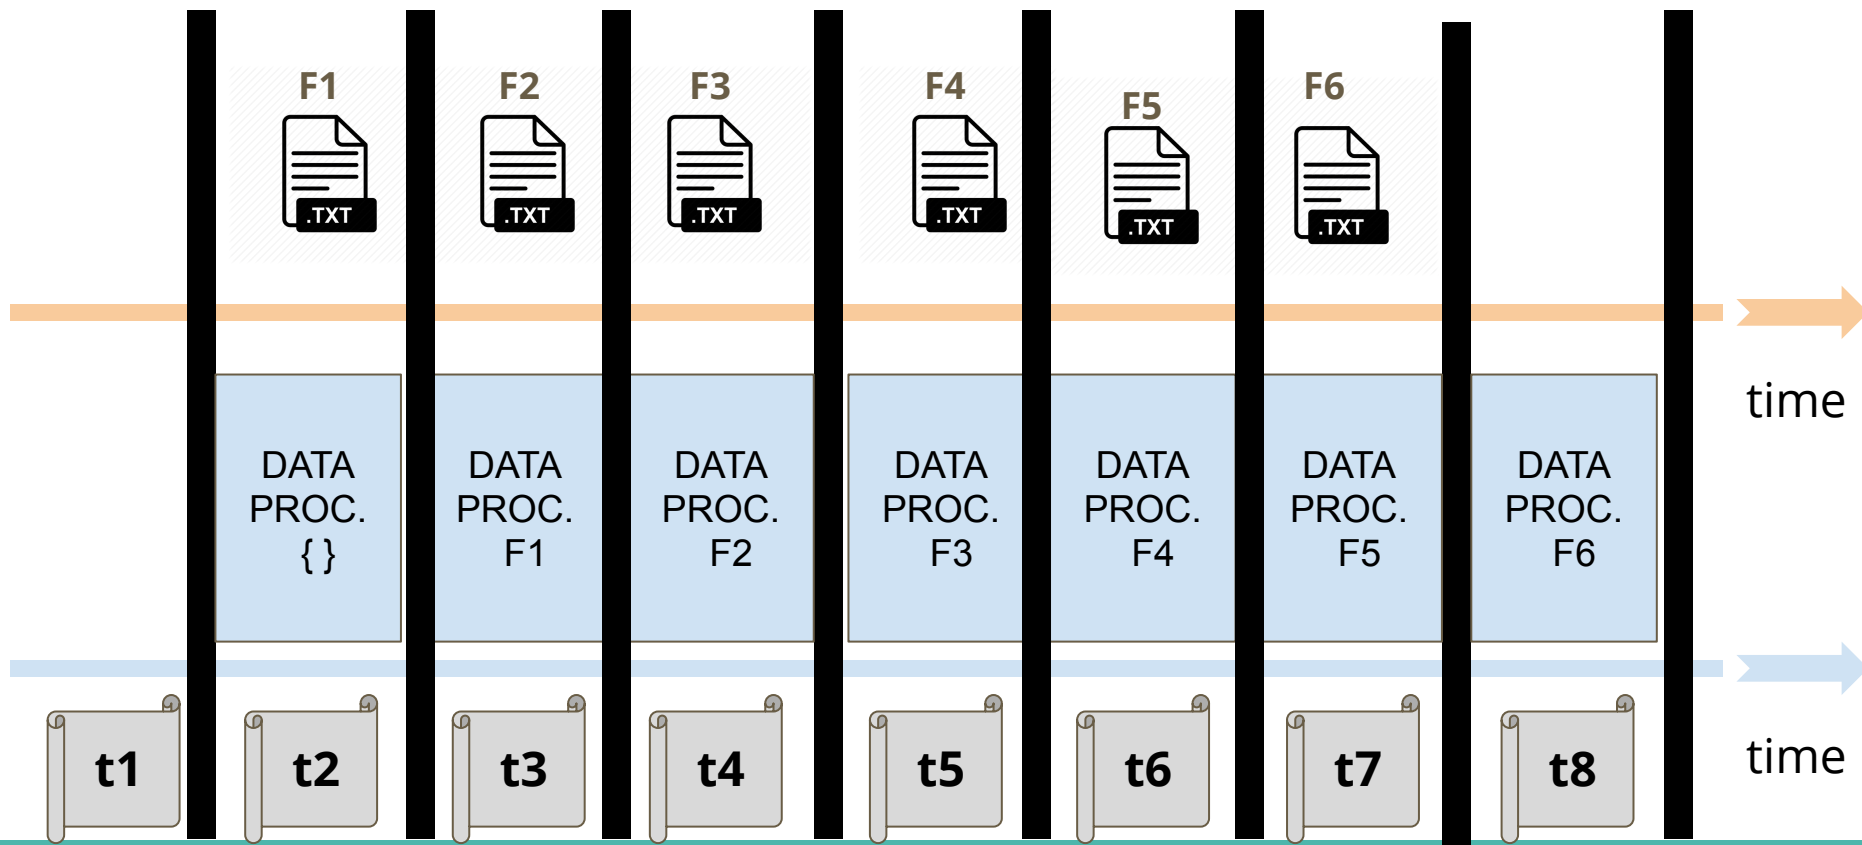 F1
F2
F3
F4
F5
F6
.TXT
.TXT
.TXT
.TXT
.TXT
.TXT
time
DATA
PROC.
{ }
DATA
PROC.
F1
DATA
PROC.
F2
DATA
PROC.
F3
DATA
PROC.
F4
DATA
PROC.
F5
DATA
PROC.
F6
time
t1
t2
t3
t4
t5
t6
t7
t8